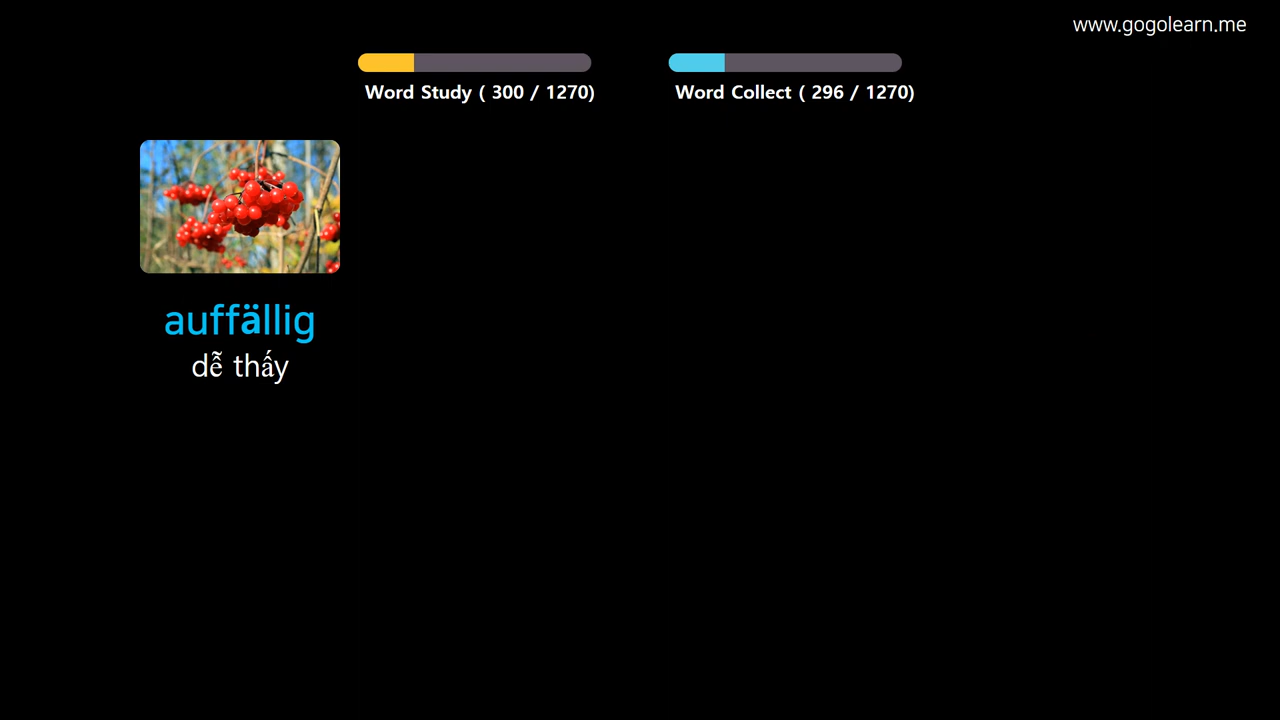 www.gogolearn.me
Word Study ( 300 / 1270)
Word Collect ( 296 / 1270)
auffällig
dễ thấy